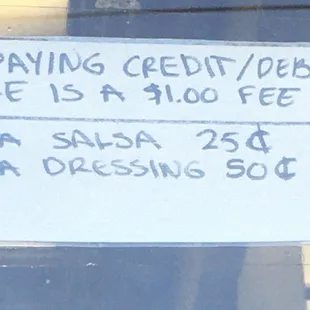 PAYING CREDIT/DEB
E IS A $1.00 FEE
A SALSA 25¢
A DRESSING 50¢